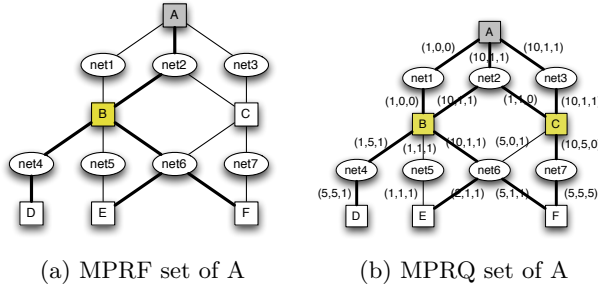 A
A
(1,0,0)
(10,1,1)
(10,1,1)
net1
net2
net3
net1
net2
net3
(1,0,0)
(10,1,1)
(1,1,0)
(10,1,1)
B
C
B
C
(1,5,1)
(1,1,1)
(10,1,1)
(5,0,1)
(10,5,0)
net4
net5
net6
net7
net4
net5
net6
net7
(5,5,1)
(1,1,1)
(2,1,1)
(5,1,1)
(5,5,5)
D
E
F
D
E
F
(a) MPRF set of A
(b) MPRQ set of A